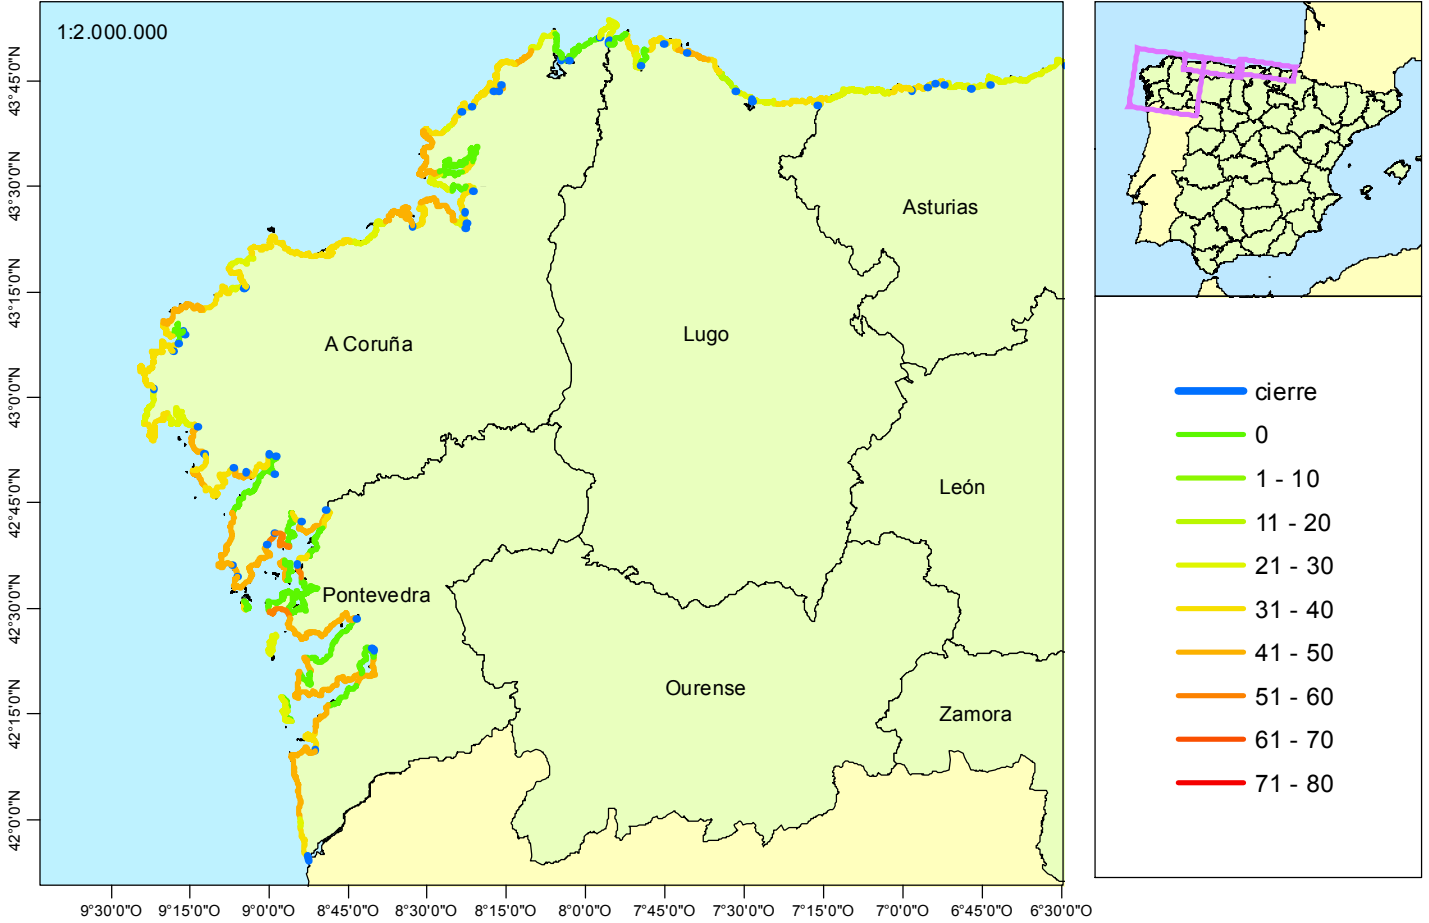 1:2.000.000
43°45'0"N
43°30'0"N
43°15'0"N
43°0'0"N
42°45'0"N
42°30'0"N
42°15'0"N
42°0'0"N
Asturias
A Coruña
Lugo
León
Pontevedra
Ourense
Zamora
9°30'0"O
9°15'0"O
9°0'0"O
8°45'0"O
8°30'0"O
8°15'0"O
8°0'0"O
7°45'0"O
7°30'0"O
7°15'0"O
7°0'0"O
6°45'0"O
6°30'0"O
cierre
0
1 - 10
11 - 20
21 - 30
31 - 40
41 - 50
51 - 60
61 - 70
71 - 80